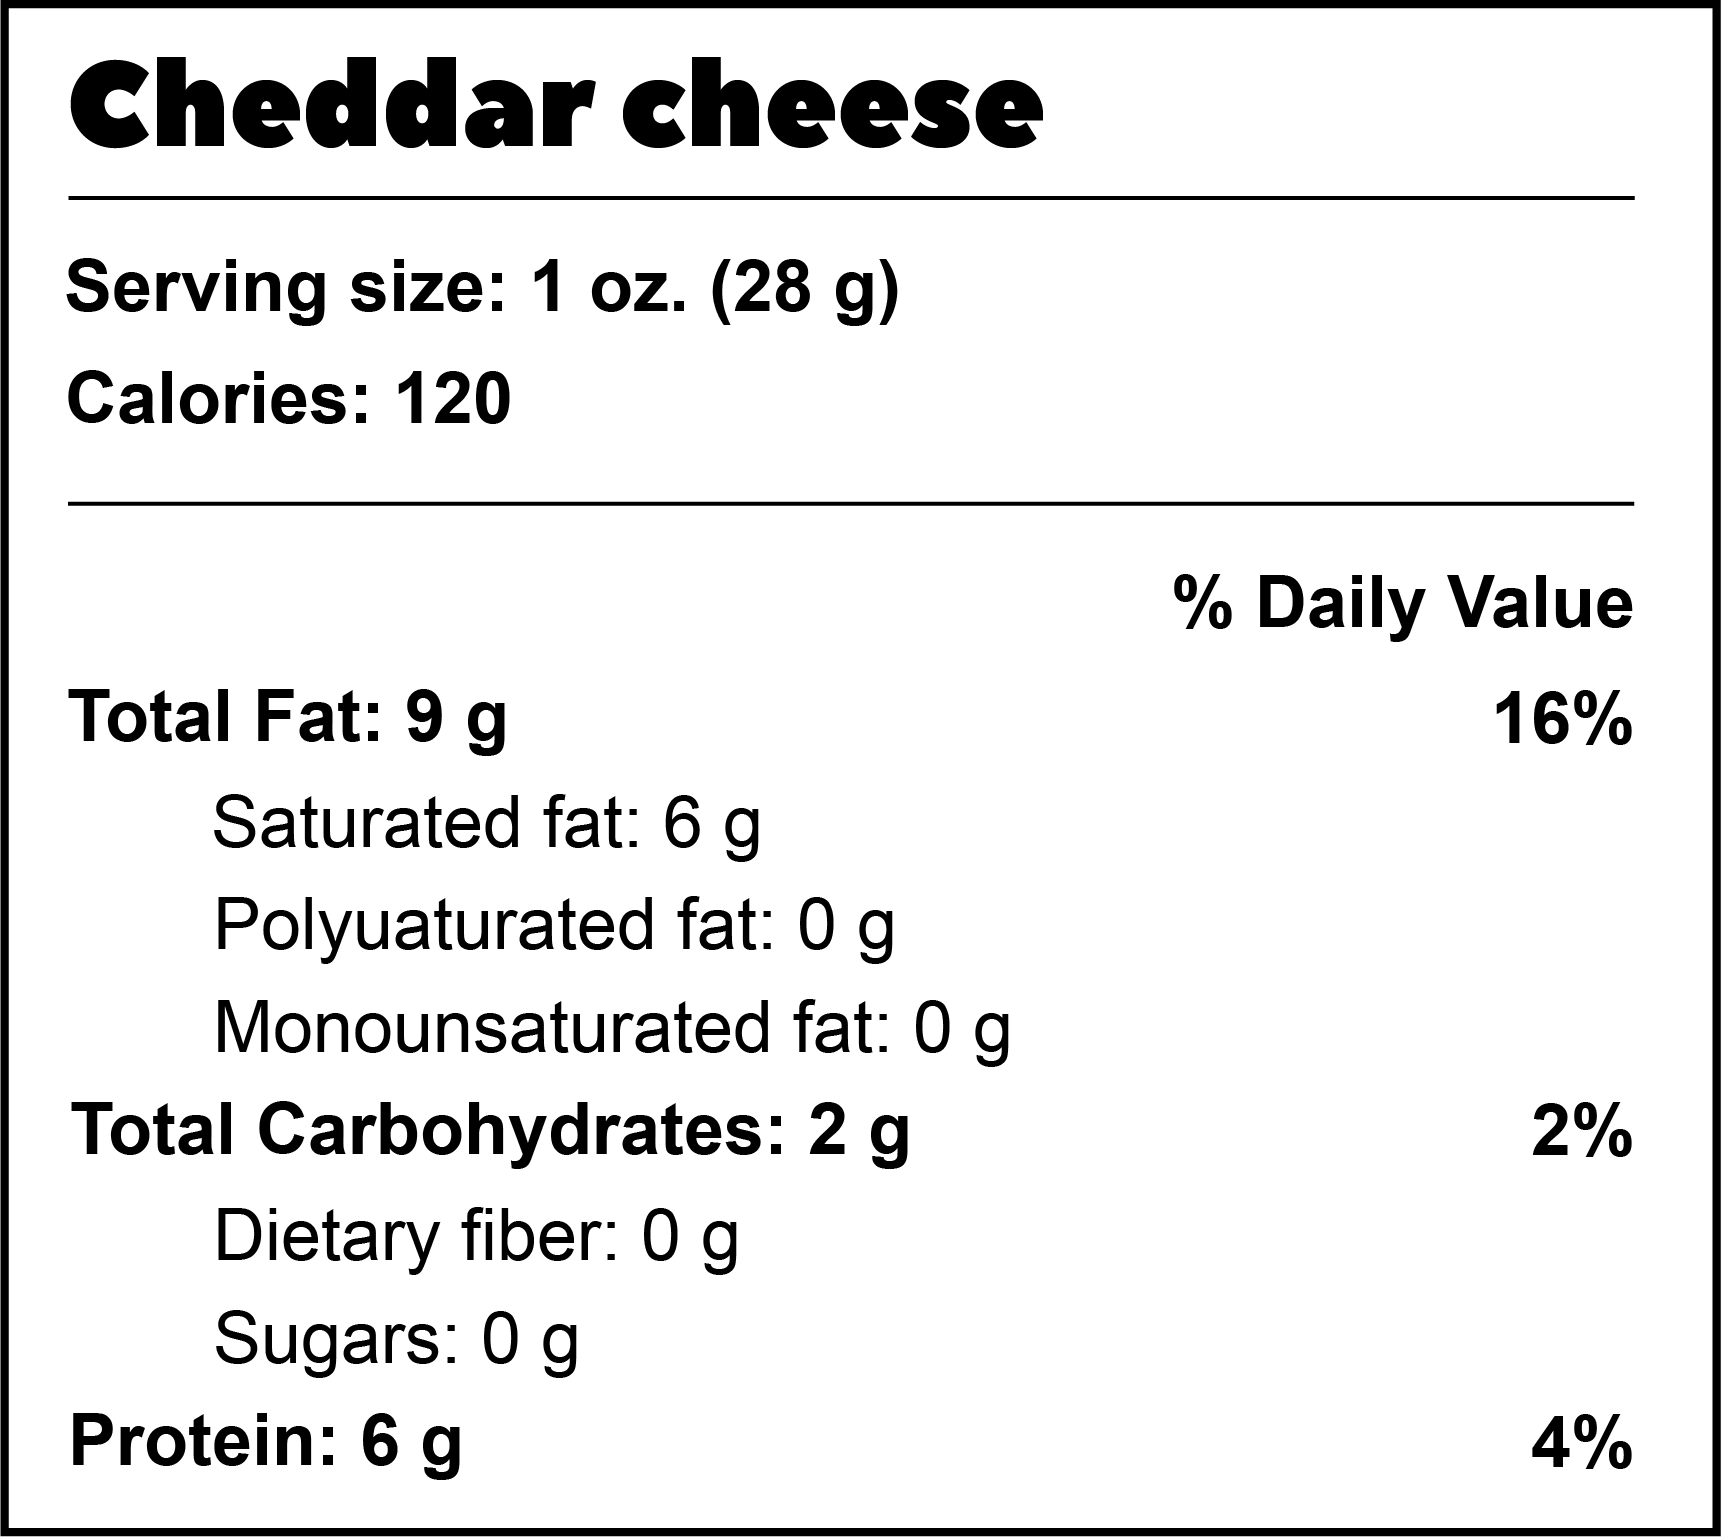 Cheddar cheese
Serving size: 1 oz. (28 g)
Calories: 120
% Daily Value
Total Fat: 9 g 16%
Saturated fat: 6 g
Polyuaturated fat: 0 g
Monounsaturated fat: 0 g
Total Carbohydrates: 2 g 2%
Dietary fiber: 0 g
Sugars: 0 g
Protein: 6 g 4%